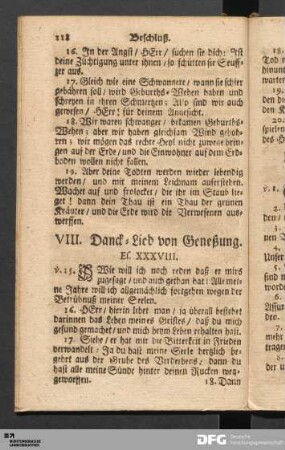 118 Beschluß.
16. In der Angst / HErr / suchen sie dich: Ist
deine Züchtigung unter ihnen / so schütten sie Seuff-
zer aus.
17. Gleich wie eine Schwangere / wann sie schier
gebähren soll / wird Geburths-Wehen haben und
schreyen in ihren Schmertzen; Also sind wir auch
gewesen / HErr! für deinem Angesicht.
18. Wir waren schwanger / bekamen Geburths-
Wehen; aber wir haben gleichsam Wind geboh-
ren; wir mögen das rechte Heyl nicht zuwege brin-
gen auf der Erde / und die Einwohner auf dem Erd-
boden wollen nicht fallen.
19. Aber deine Todten werden wieder lebendig
werden / und mit meinem Leichnam auferstehen.
Wachet auf und frolocket / die ihr im Staub lie-
get! dann dein Thau ist ein Thau der grünen
Kräuter / und die Erde wird die Verwesenen aus-
werffen.
VIII. Danck-Lied von Genesung.
Es. XXXVIII.
v. 15. Wie will ich noch reden daß er mirs
zugesagt / und auch gethan hat: Alle mei-
ne Jahre will ich allgemächlich fortgehen wegen der
Betrübnuß meiner Seelen.
16. HErr / hierin lebet man / ja überall bestehet
darinnen das Leben meines Geistes / daß du mich
gesund gemachet / und mich beym Leben erhalten hast.
17. Siehe / er hat mir die Bitterkeit in Frieden
verwandelt: Ja du hast meine Seele hertzlich be-
gehret aus der Grube des Verderbens / dann du
hast alle meine Sünde hinter deinen Rucken weg-
geworffen.
18. Dann
DFG